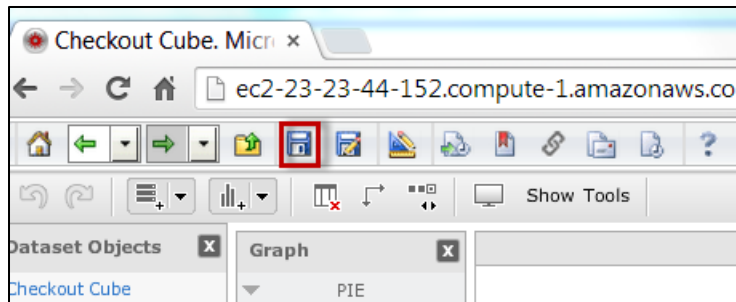 Checkout Cube. Micr
ec2-23-23-44-152.compute-1.amazonaws.co
Show Tools
Dataset Objects
Graph
Checkout Cube
PIE